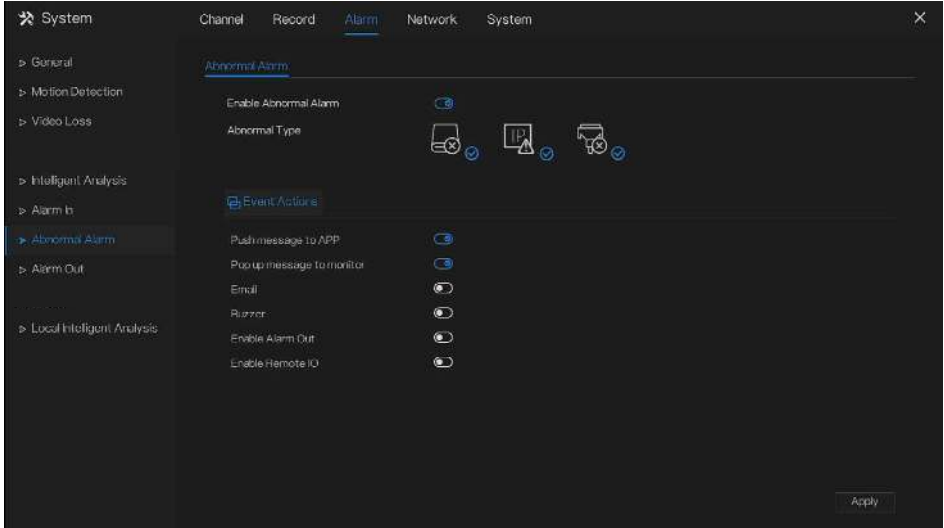 System
Channel Record Alarm Network System
General
Motion Detection
Video Loss
Intelligent Analysis
Alarm In
Abnormal Alarm
Alarm Out
Local Intelligent Analysis
Abnormal Alarm
Enable Abnormal Alarm
Abnormal Type
IP
Event Actions
Push message to APP
Pop up message to monitor
Email
Buzzer
Enable Alarm Out
Enable Remote IO
Apply